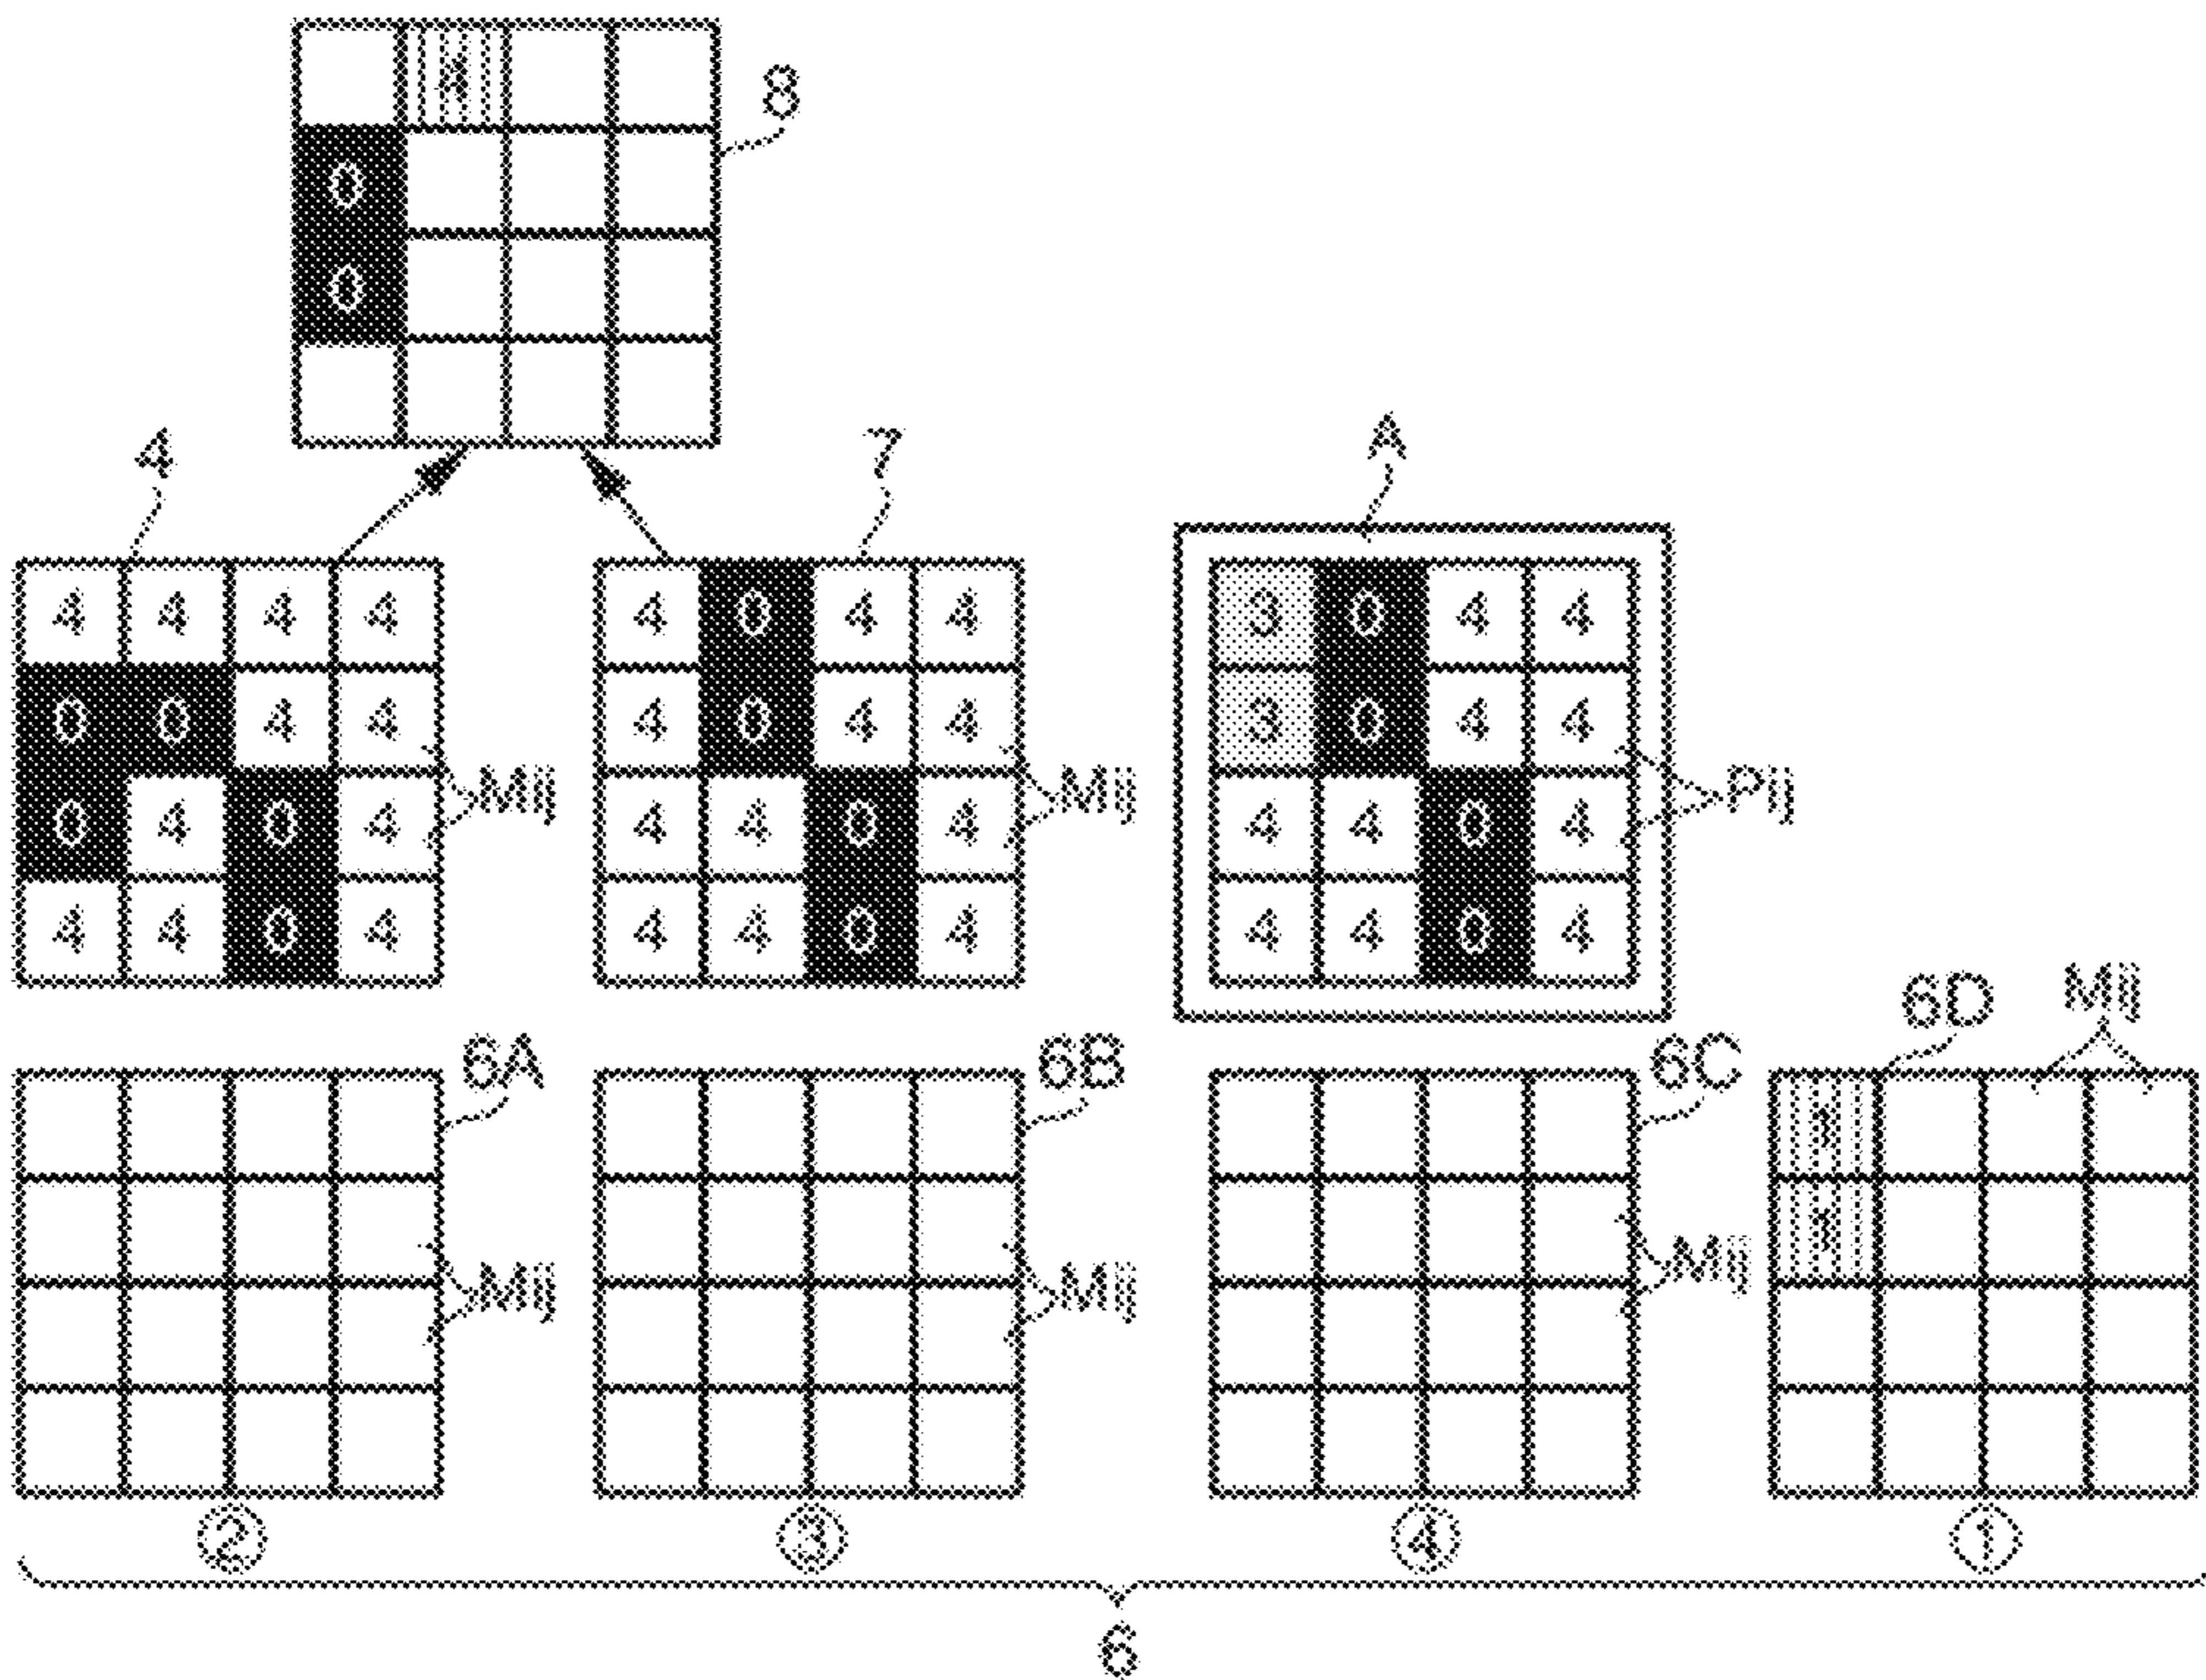 4
8
0
0
4 7 A
4 4 4 4 4 0 4 4 3 0 4 4
0 0 4 4 4 0 4 4 3 0 4 4
Mij Mij Pij
0 4 0 4 4 4 0 4 4 4 0 4
4 4 0 4 4 4 0 4 4 4 0 4
6A 6B 6C 6D Mij
1
1
Mij Mij Mij
② ③ ④ ①
6